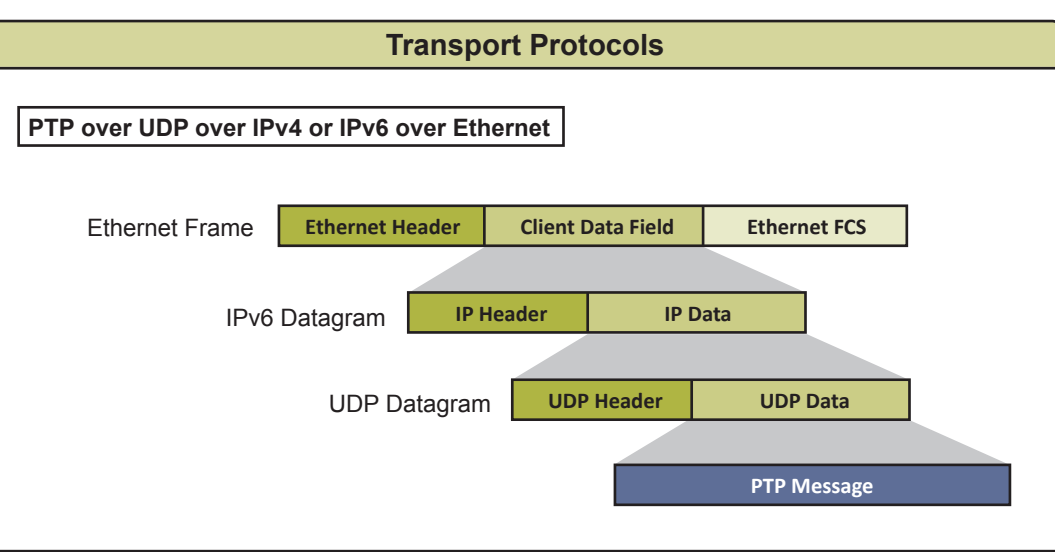 Transport Protocols
PTP over UDP over IPv4 or IPv6 over Ethernet
Ethernet Frame Ethernet Header Client Data Field Ethernet FCS
IPv6 Datagram IP Header IP Data
UDP Datagram UDP Header UDP Data
PTP Message